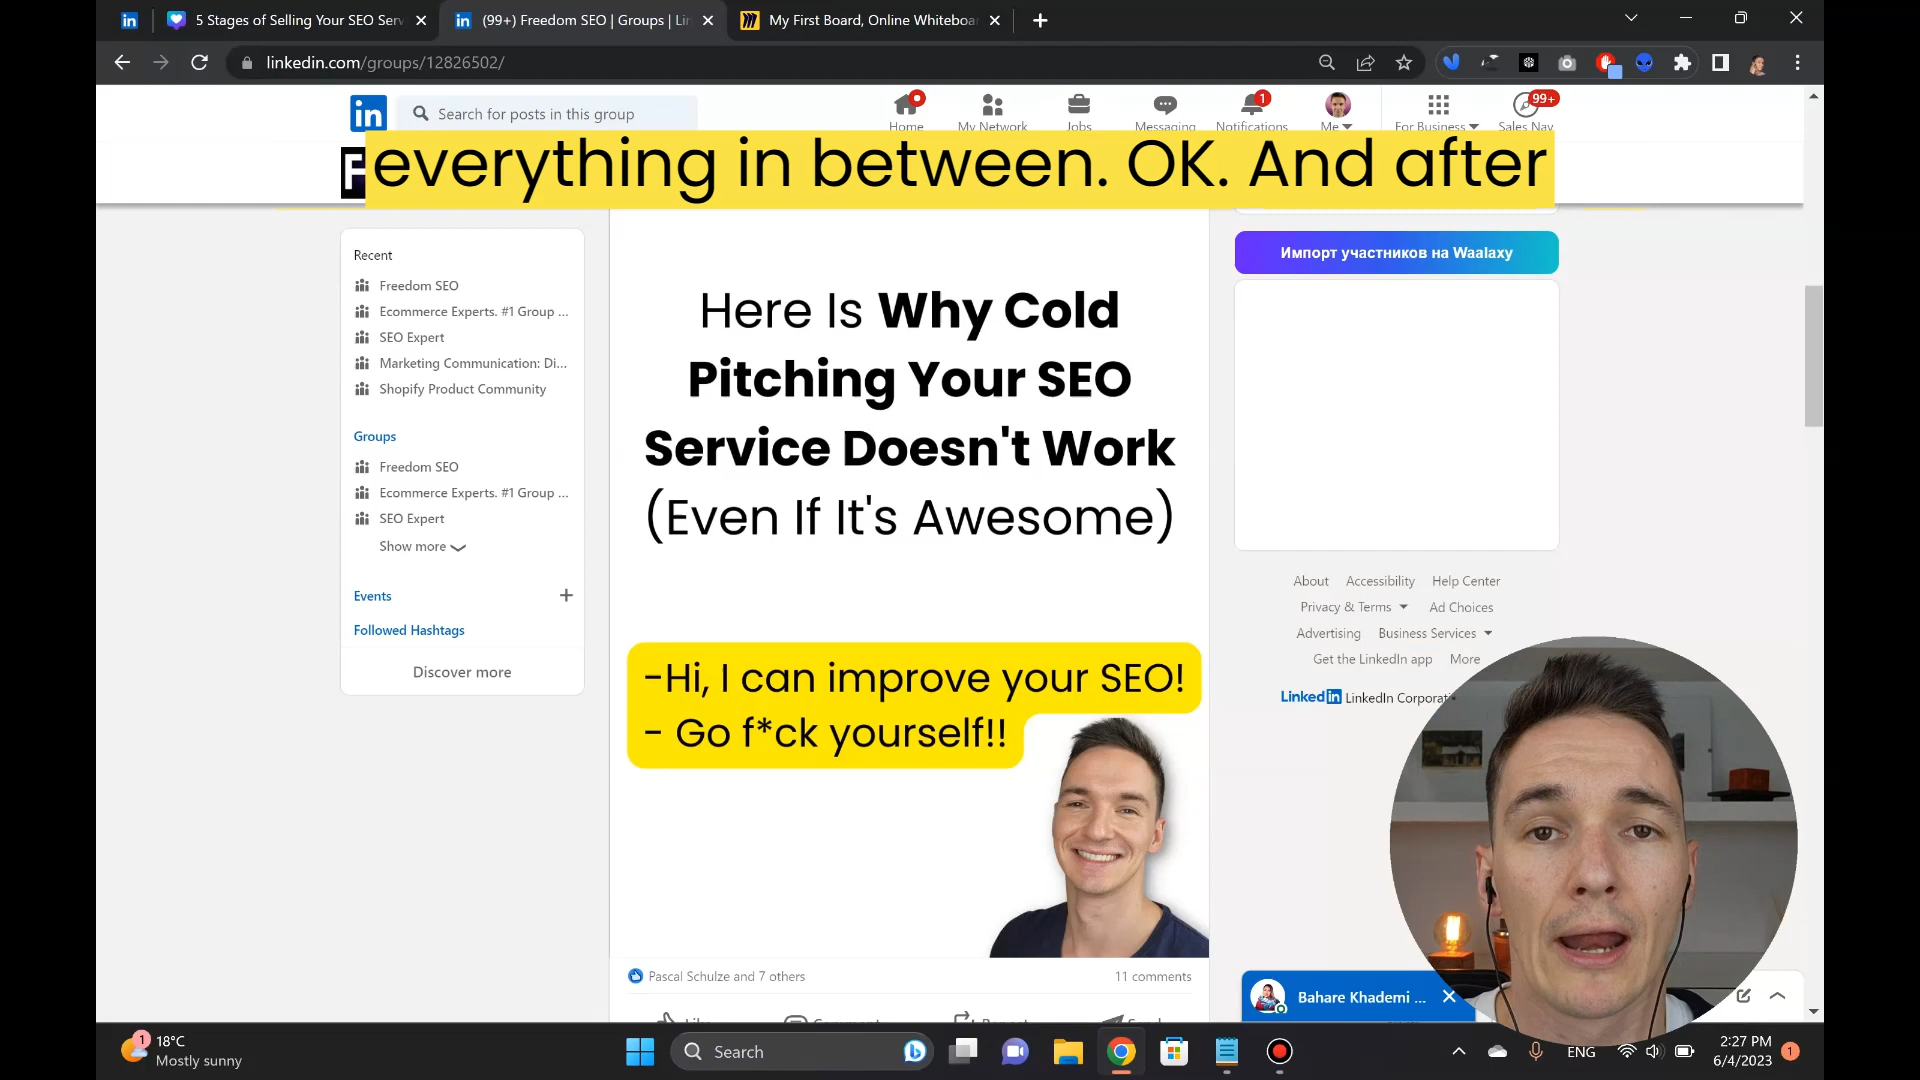 5 Stages of Selling Your SEO Serv
(99+) Freedom SEO | Groups | Lin
My First Board, Online Whiteboa
linkedin.com/groups/12826502/
in
Search for posts in this group
1
99+
Home
My Network
Jobs
Messaging
Notifications
Me
For Business
Sales Nav
F
everything in between. OK. And after
Recent
Freedom SEO
Ecommerce Experts. #1 Group ...
SEO Expert
Marketing Communication: Di...
Shopify Product Community
Groups
Freedom SEO
Ecommerce Experts. #1 Group ...
SEO Expert
Show more
Events
Followed Hashtags
Discover more
Here Is Why Cold
Pitching Your SEO
Service Doesn't Work
(Even If It's Awesome)
-Hi, I can improve your SEO!
- Go f*ck yourself!!
Pascal Schulze and 7 others
11 comments
Импорт участников на Waalaxy
About Accessibility Help Center
Privacy & Terms Ad Choices
Advertising Business Services
Get the LinkedIn app More
Linkedin LinkedIn Corporati
Bahare Khademi ...
1
18°C
Mostly sunny
Search
ENG
2:27 PM
6/4/2023
1